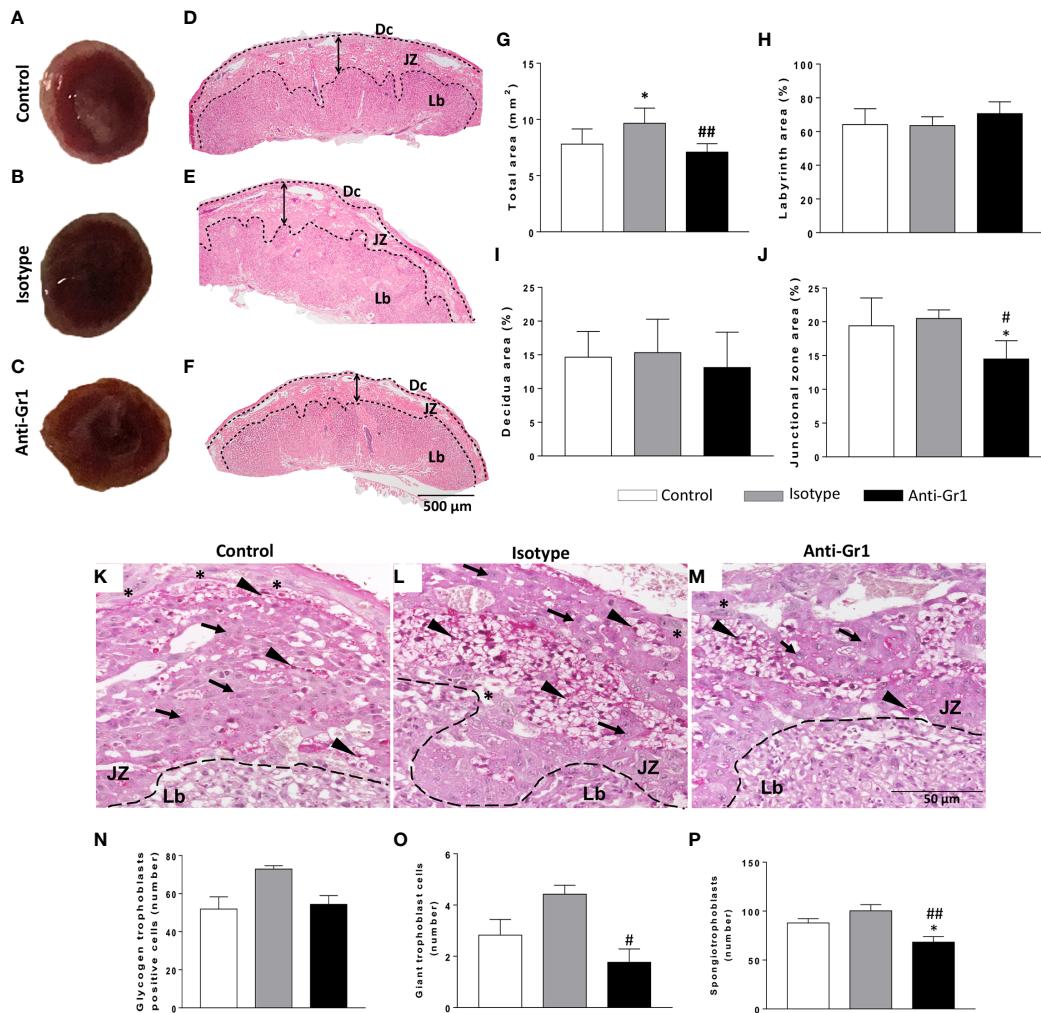 A
Control
B
Isotype
C
Anti-Gr1
D
Dc
JZ
Lb
E
Dc
JZ
Lb
F
Dc
JZ
Lb
500 µm
G
Total area (mm²)
15
10
5
0
*
##
H
Labyrinth area (%)
100
80
60
40
20
0
I
Decidua area (%)
25
20
15
10
5
0
J
Junctional zone area (%)
25
20
15
10
5
0
#
*
Control
Isotype
Anti-Gr1
Control
Isotype
Anti-Gr1
K
*
*
*
JZ
Lb
L
*
*
JZ
Lb
M
*
JZ
Lb
50 µm
N
Glycogen trophoblasts
positive cells (number)
80
60
40
20
0
O
Giant trophoblast cells
(number)
6
4
2
0
#
P
Spongiotrophoblasts
(number)
150
100
50
0
##
*